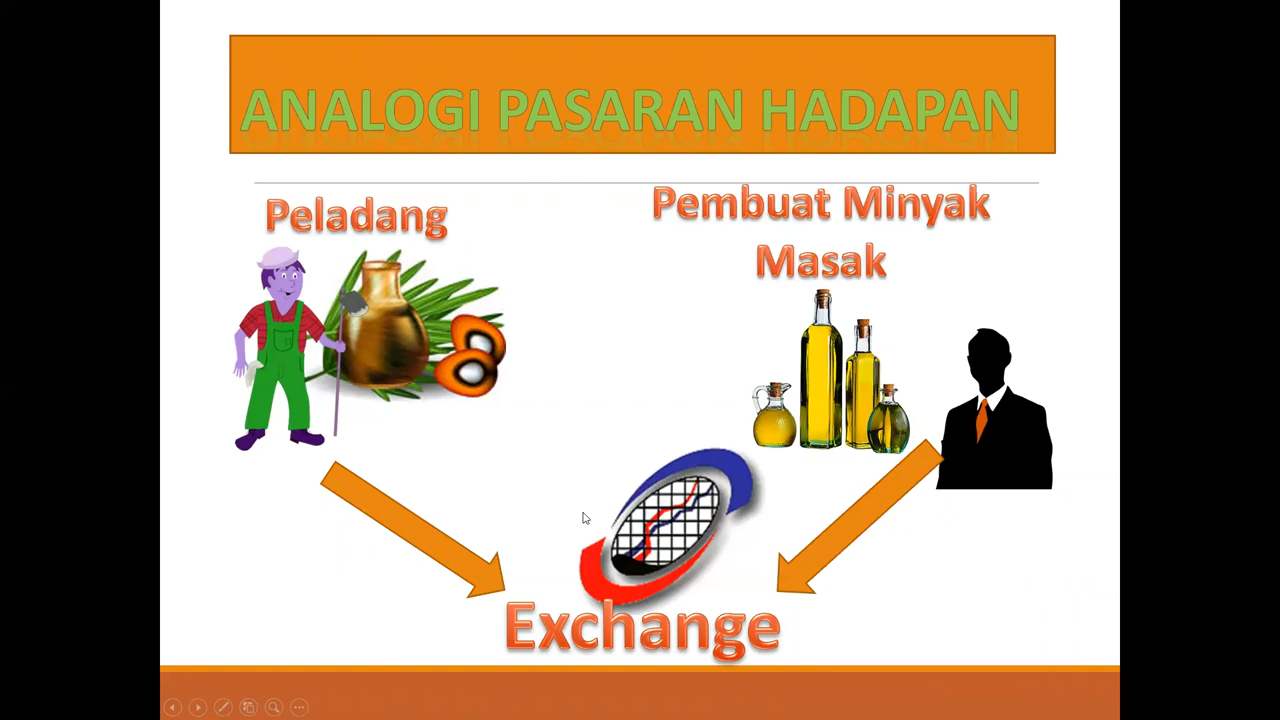 ANALOGI PASARAN HADAPAN
Peladang
Pembuat Minyak
Masak
Exchange